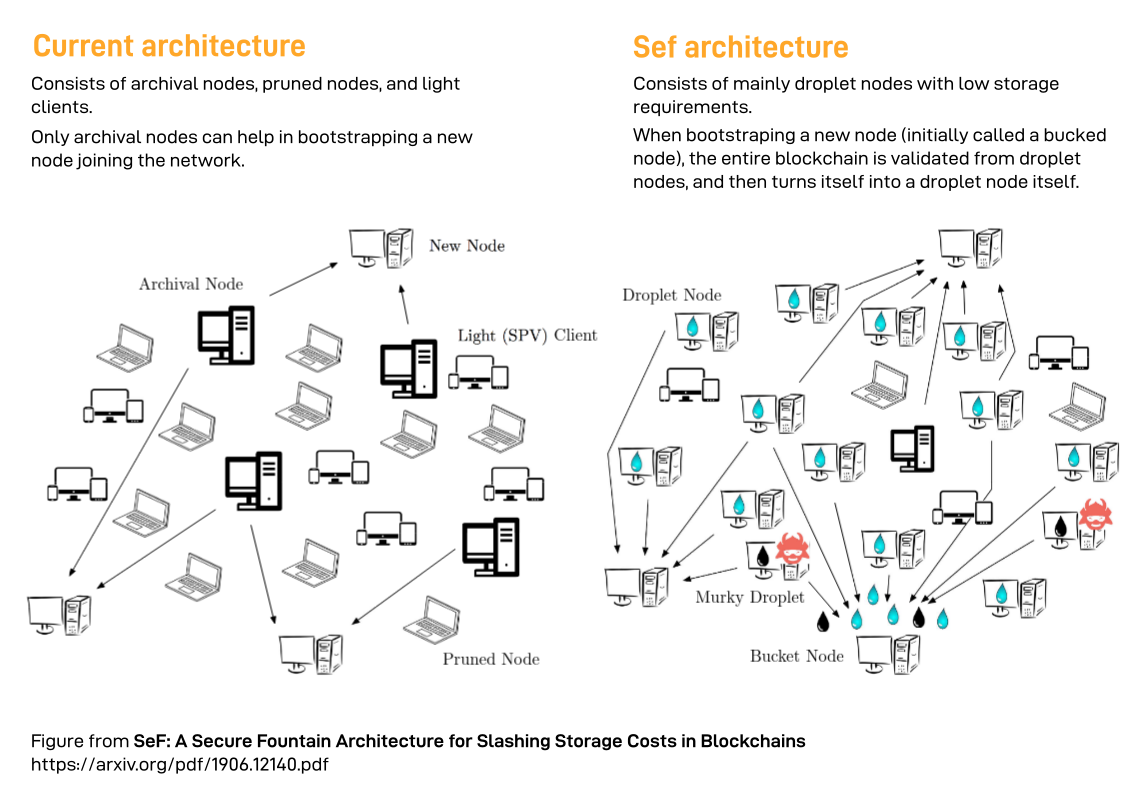 Current architecture
Consists of archival nodes, pruned nodes, and light
clients.
Only archival nodes can help in bootstrapping a new
node joining the network.
Sef architecture
Consists of mainly droplet nodes with low storage
requirements.
When bootstraping a new node (initially called a bucked
node), the entire blockchain is validated from droplet
nodes, and then turns itself into a droplet node itself.
New Node
Archival Node
Light (SPV) Client
Pruned Node
Droplet Node
Murky Droplet
Bucket Node
Figure from SeF: A Secure Fountain Architecture for Slashing Storage Costs in Blockchains
https://arxiv.org/pdf/1906.12140.pdf